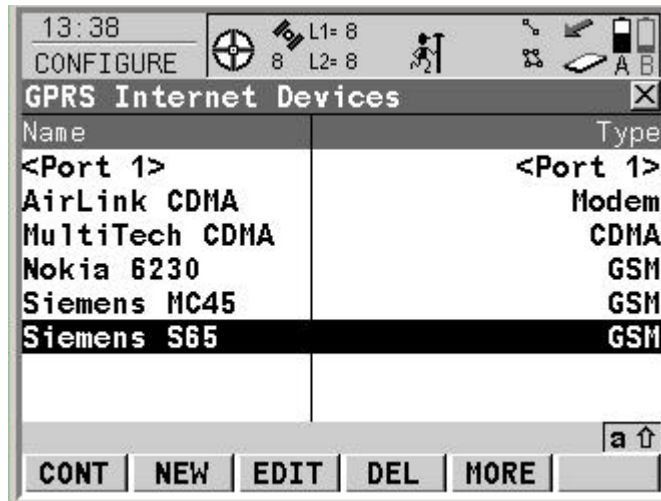 13:38
CONFIGURE
8
L1= 8
L2= 8
A B
GPRS Internet Devices
Name Type
<Port 1> <Port 1>
AirLink CDMA Modem
MultiTech CDMA CDMA
Nokia 6230 GSM
Siemens MC45 GSM
Siemens S65 GSM
a
CONT NEW EDIT DEL MORE